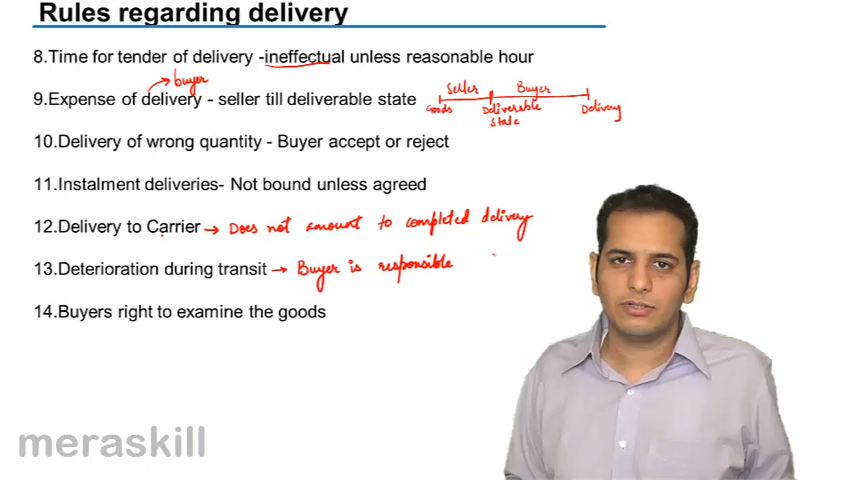 Rules regarding delivery
8.Time for tender of delivery -ineffectual unless reasonable hour
buyer
9.Expense of delivery - seller till deliverable state
Seller Buyer
Goods Deliverable State Delivery
10.Delivery of wrong quantity - Buyer accept or reject
11.Instalment deliveries- Not bound unless agreed
12.Delivery to Carrier → Does not amount to completed delivery
13.Deterioration during transit → Buyer is responsible
14.Buyers right to examine the goods
meraskill